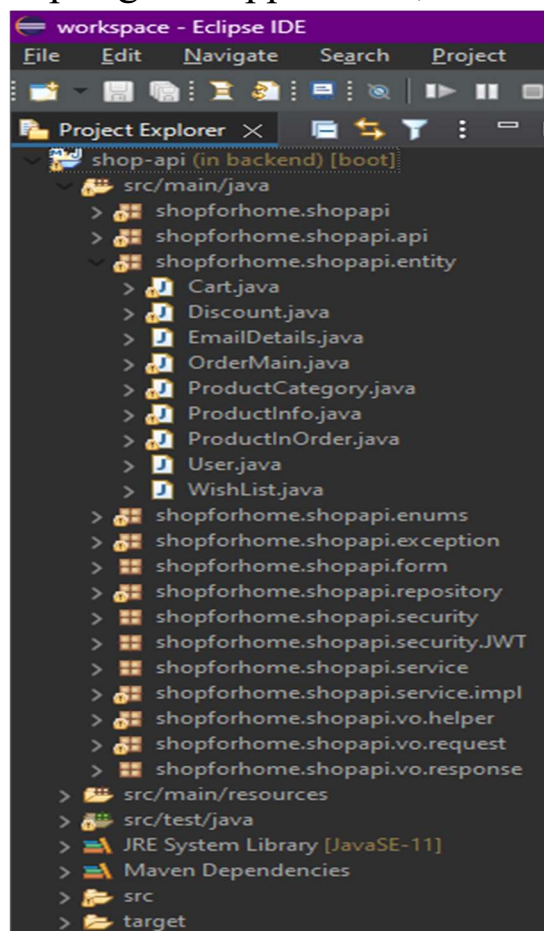 workspace - Eclipse IDE
File Edit Navigate Search Project
Project Explorer
shop-api (in backend) [boot]
src/main/java
shopforhome.shopapi
shopforhome.shopapi.api
shopforhome.shopapi.entity
Cart.java
Discount.java
EmailDetails.java
OrderMain.java
ProductCategory.java
ProductInfo.java
ProductInOrder.java
User.java
WishList.java
shopforhome.shopapi.enums
shopforhome.shopapi.exception
shopforhome.shopapi.form
shopforhome.shopapi.repository
shopforhome.shopapi.security
shopforhome.shopapi.security.JWT
shopforhome.shopapi.service
shopforhome.shopapi.service.impl
shopforhome.shopapi.vo.helper
shopforhome.shopapi.vo.request
shopforhome.shopapi.vo.response
src/main/resources
src/test/java
JRE System Library [JavaSE-11]
Maven Dependencies
src
target